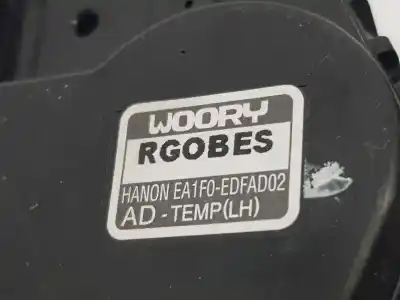 WOORY
RGOBES
HANON EA1F0-EDFAD02
AD - TEMP(LH)